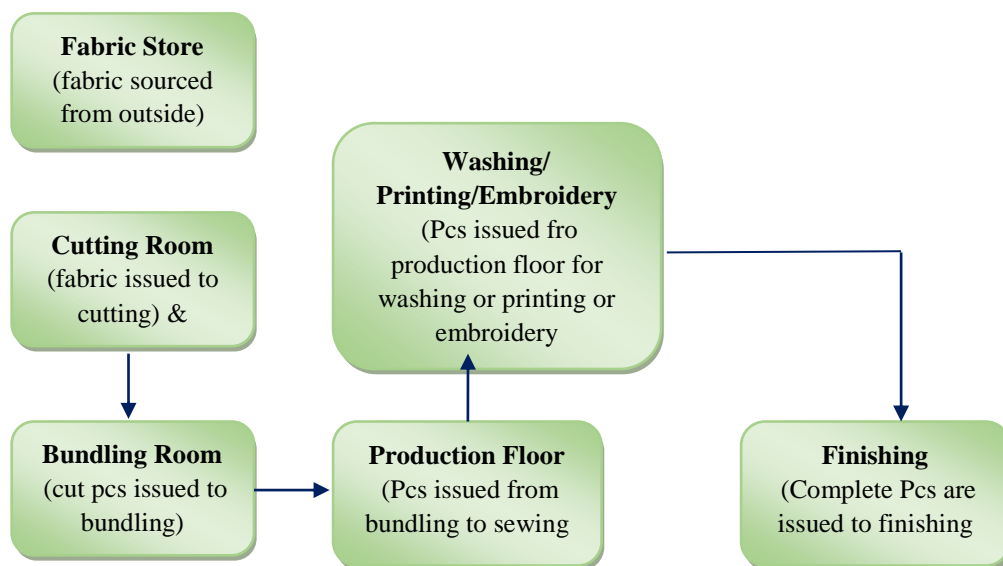 Fabric Store
(fabric sourced
from outside)
Cutting Room
(fabric issued to
cutting) &
Bundling Room
(cut pcs issued to
bundling)
Production Floor
(Pcs issued from
bundling to sewing
Washing/
Printing/Embroidery
(Pcs issued fro
production floor for
washing or printing or
embroidery
Finishing
(Complete Pcs are
issued to finishing